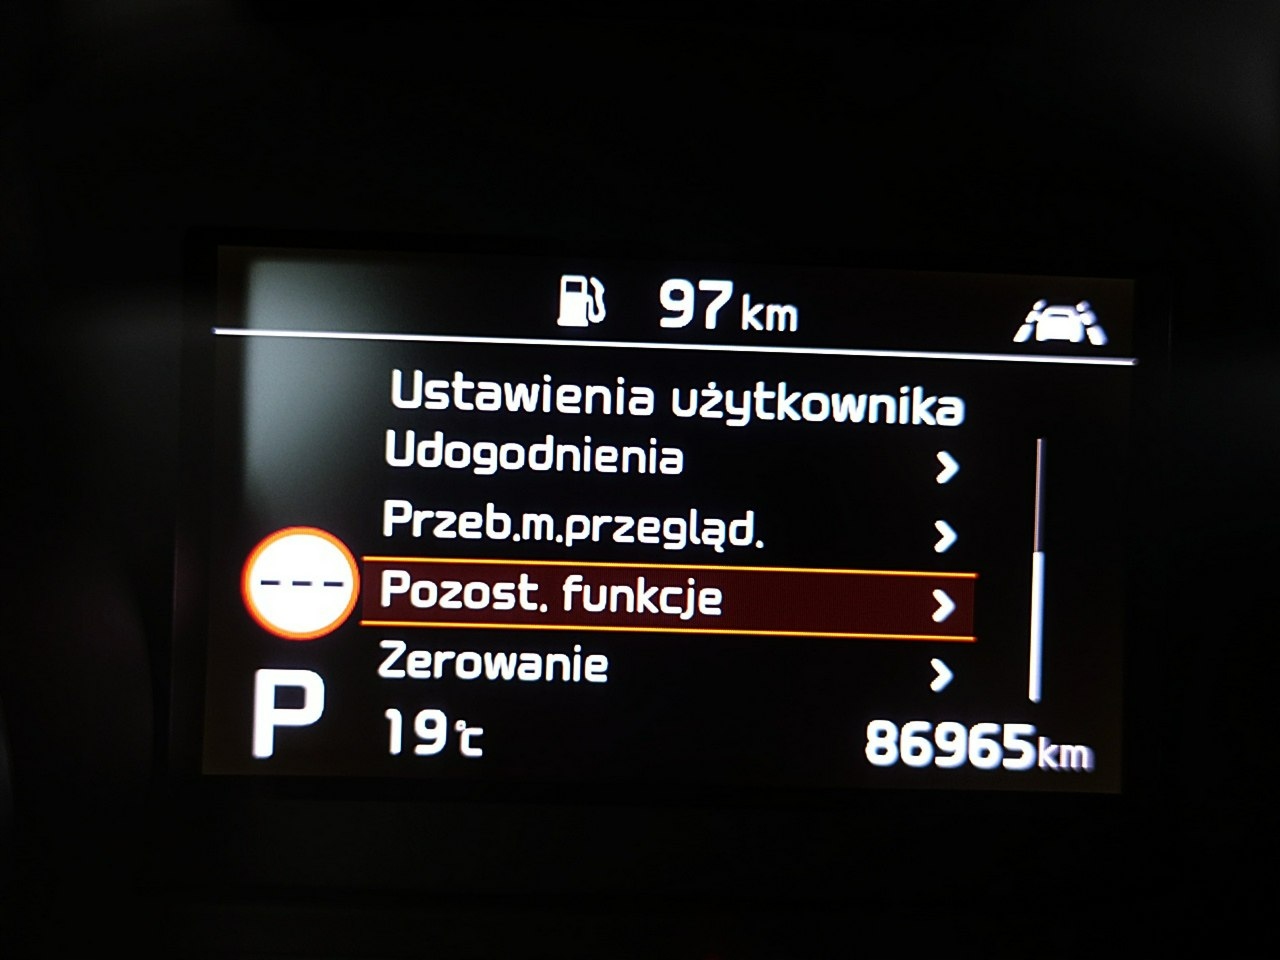 97 km
Ustawienia użytkownika
Udogodnienia
Przeb.m.przegląd.
Pozost. funkcje
---
Zerowanie
P
19°C
86965km